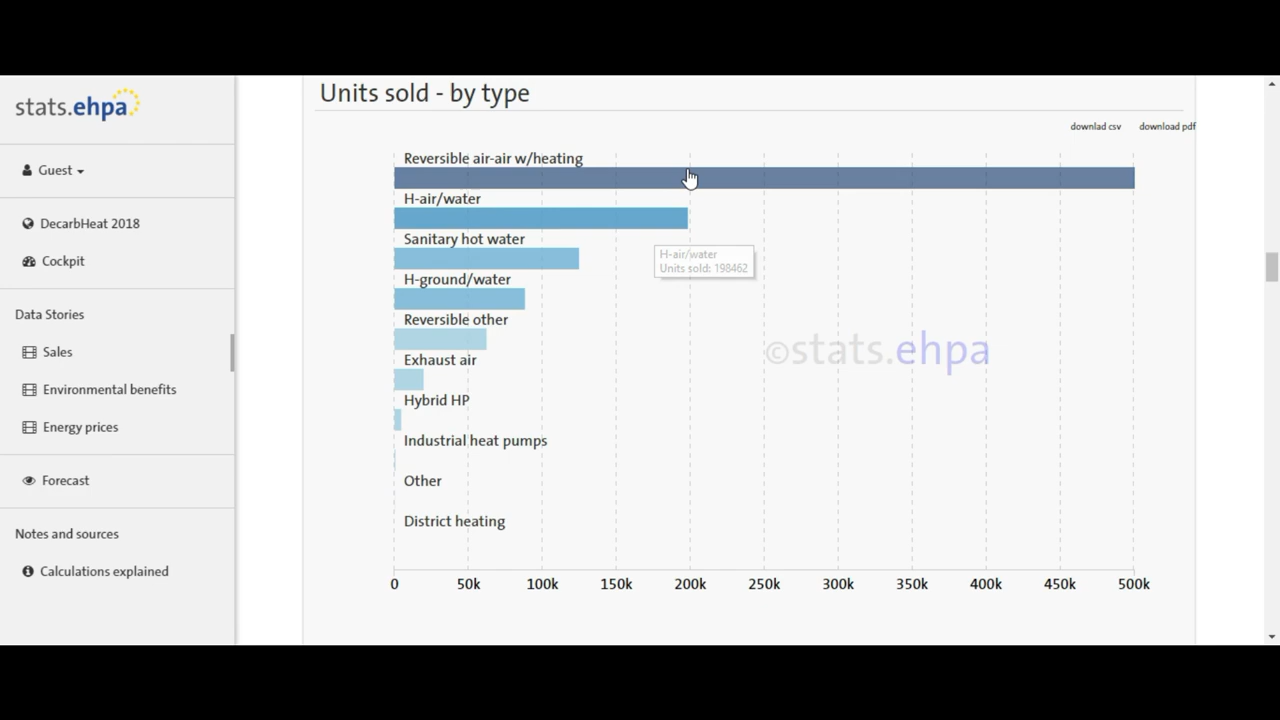 stats.ehpa
Guest
DecarbHeat 2018
Cockpit
Data Stories
Sales
Environmental benefits
Energy prices
Forecast
Notes and sources
Calculations explained
Units sold - by type
downlad csv download pdf
Reversible air-air w/heating
H-air/water
Sanitary hot water
H-air/water
Units sold: 198462
H-ground/water
Reversible other
©stats.ehpa
Exhaust air
Hybrid HP
Industrial heat pumps
Other
District heating
0 50k 100k 150k 200k 250k 300k 350k 400k 450k 500k